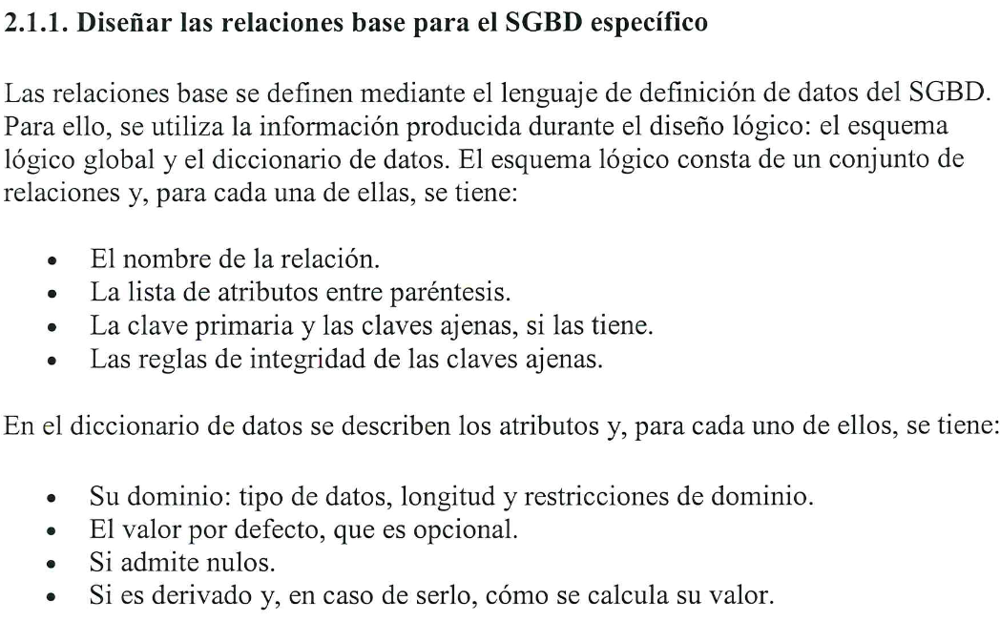 2.1.1. Diseñar las relaciones base para el SGBD específico
Las relaciones base se definen mediante el lenguaje de definición de datos del SGBD.
Para ello, se utiliza la información producida durante el diseño lógico: el esquema
lógico global y el diccionario de datos. El esquema lógico consta de un conjunto de
relaciones y, para cada una de ellas, se tiene:
• El nombre de la relación.
• La lista de atributos entre paréntesis.
• La clave primaria y las claves ajenas, si las tiene.
• Las reglas de integridad de las claves ajenas.
En el diccionario de datos se describen los atributos y, para cada uno de ellos, se tiene:
• Su dominio: tipo de datos, longitud y restricciones de dominio.
• El valor por defecto, que es opcional.
• Si admite nulos.
• Si es derivado y, en caso de serlo, cómo se calcula su valor.